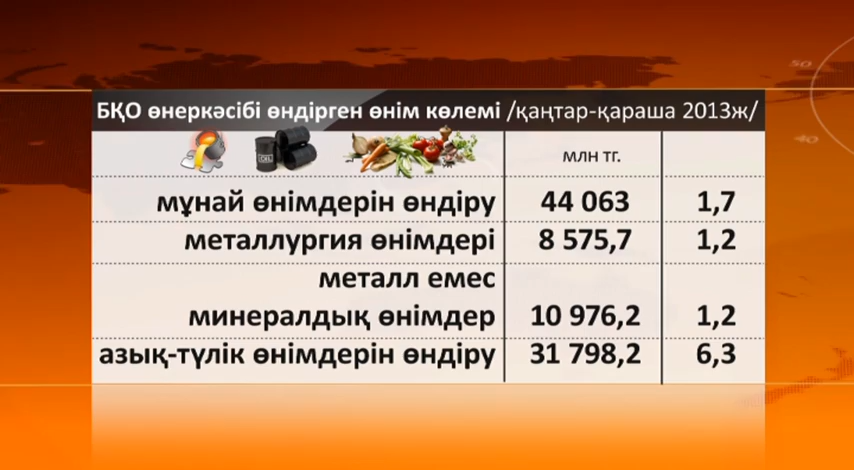 БҚО өнеркәсібі өндірген өнім көлемі /қаңтар-қараша 2013ж/
OIL
млн тг.
мұнай өнімдерін өндіру 44 063 1,7
металлургия өнімдері 8 575,7 1,2
металл емес
минералдық өнімдер 10 976,2 1,2
азық-түлік өнімдерін өндіру 31 798,2 6,3
50
40